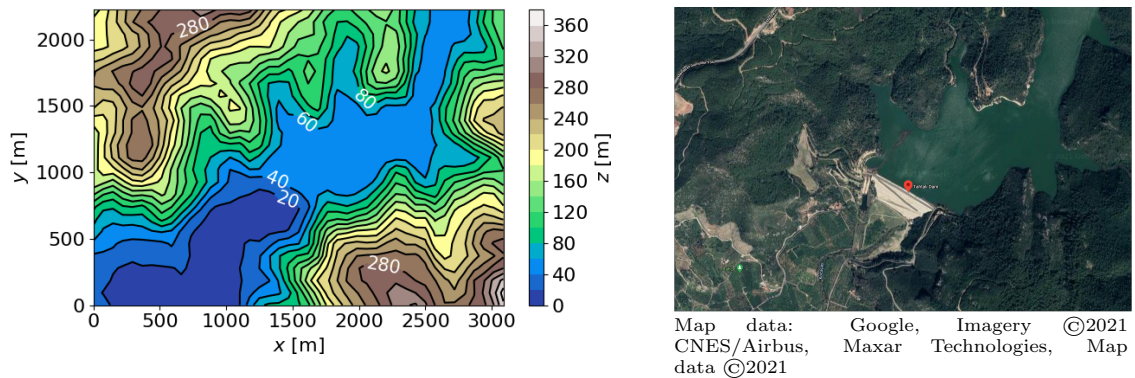 280
80
60
40
20
280
2000
1500
1000
500
0
y [m]
0 500 1000 1500 2000 2500 3000
x [m]
360
320
280
240
200
160
120
80
40
0
z [m]
Tahtalı Dam
Map data: Google, Imagery ©2021
CNES/Airbus, Maxar Technologies, Map
data ©2021